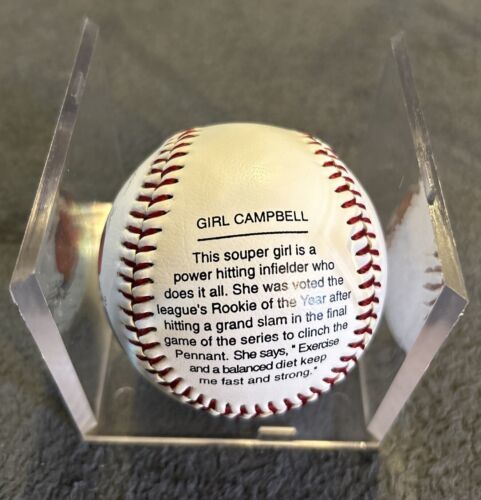 GIRL CAMPBELL
This souper girl is a
power hitting infielder who
does it all. She was voted the
league's Rookie of the Year after
hitting a grand slam in the final
game of the series to clinch the
Pennant. She says, " Exercise
and a balanced diet keep
me fast and strong."